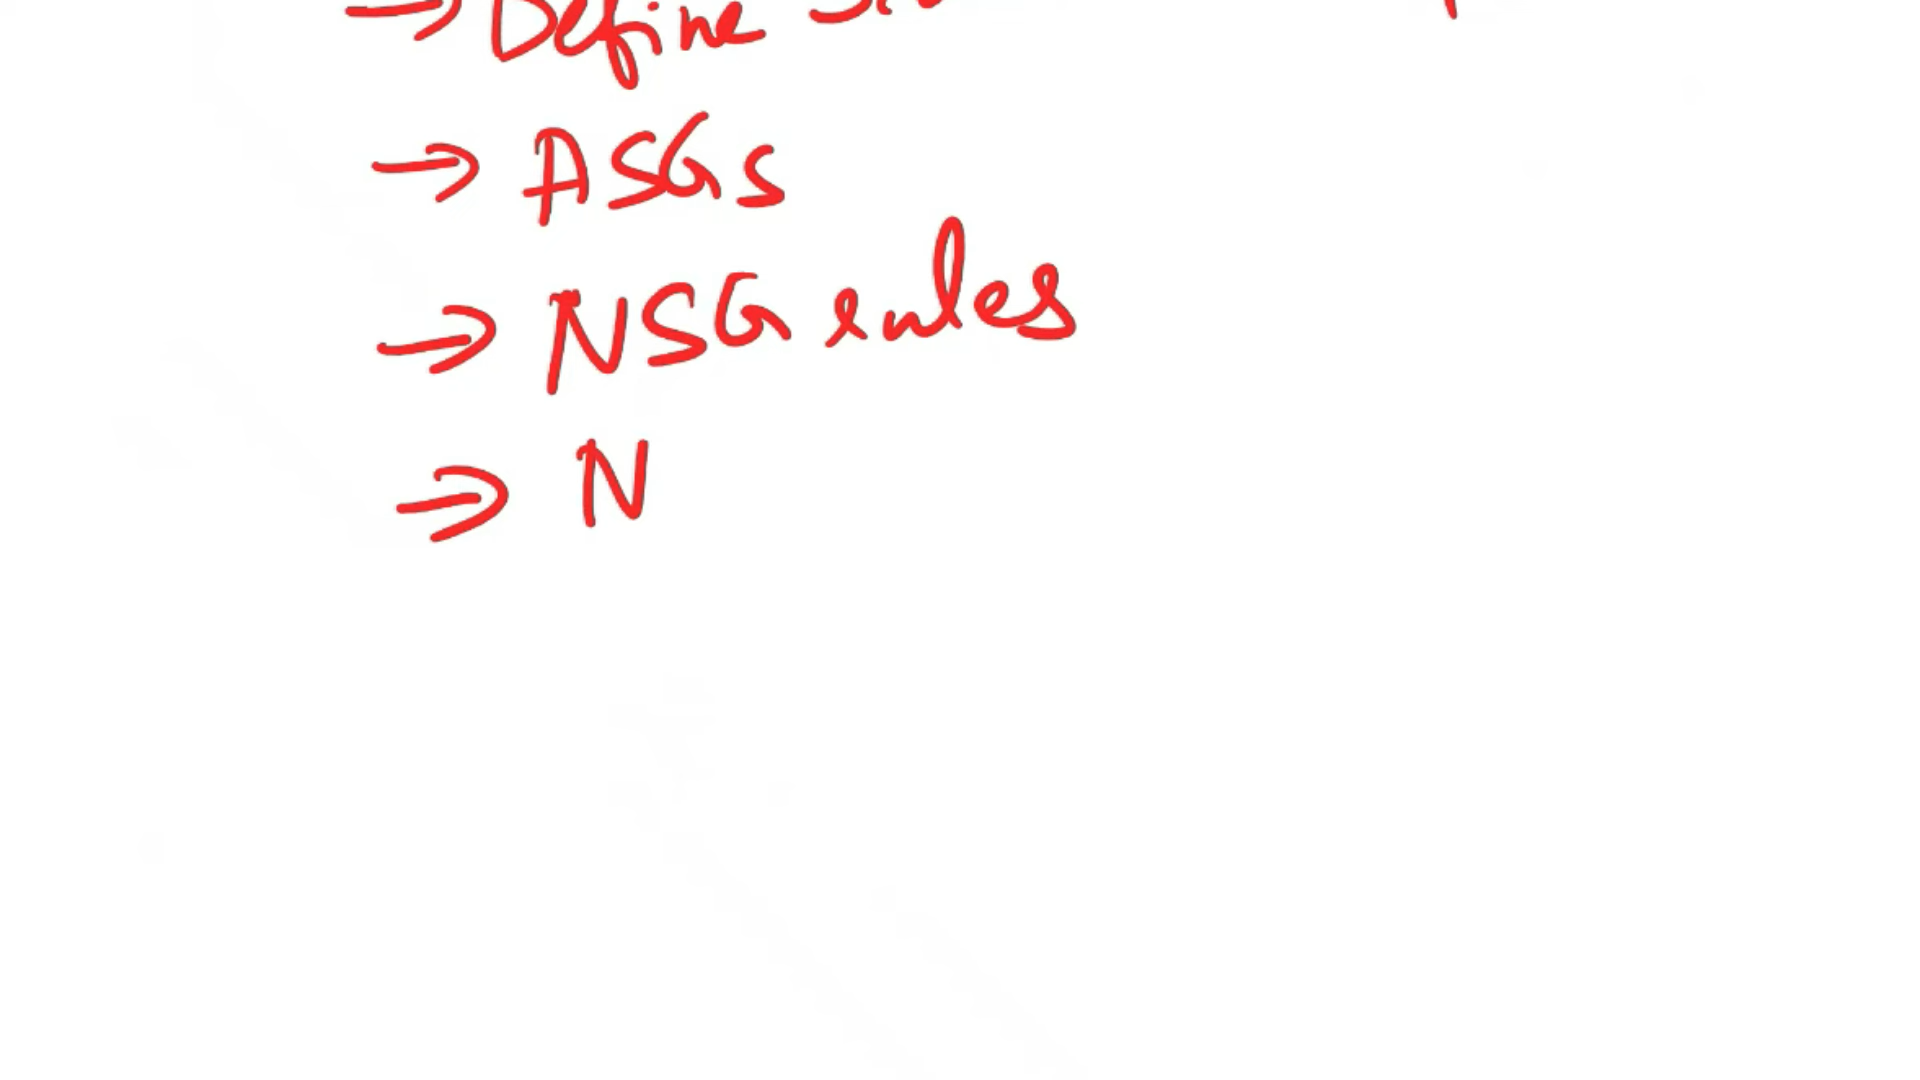 → Define
→ ASGs
→ NSG rules
→ N